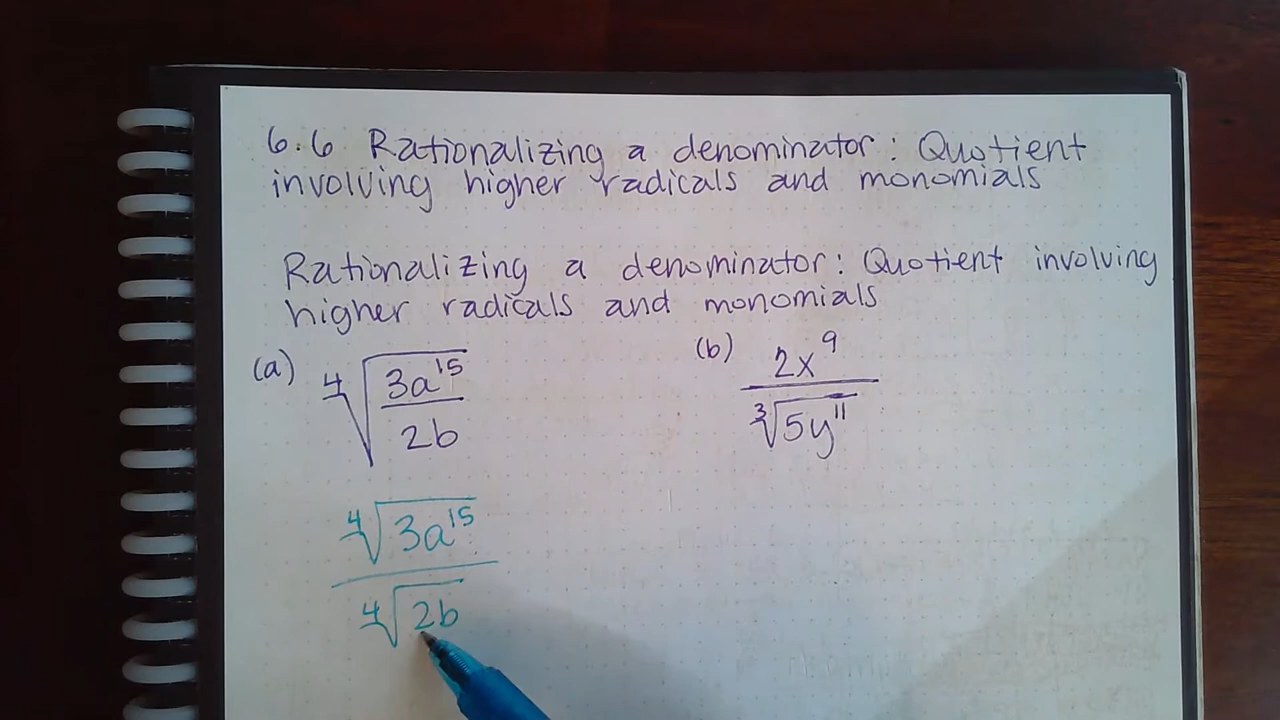 6.6 Rationalizing a denominator: Quotient
involving higher radicals and monomials
Rationalizing a denominator: Quotient involving
higher radicals and monomials
(a) ⁴√(3a¹⁵/2b)
(b) 2x⁹/³√(5y¹¹)
⁴√(3a¹⁵)
⁴√(2b)